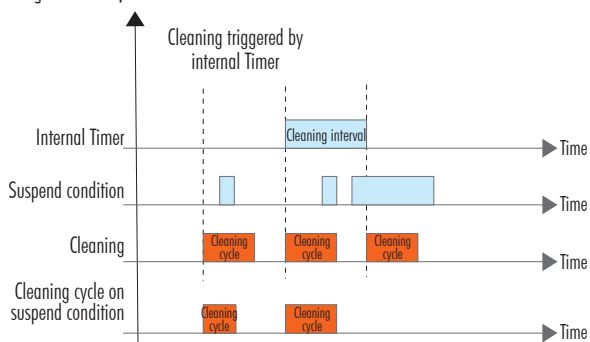 Cleaning triggered by
internal Timer
Internal Timer
Cleaning interval
Time
Suspend condition
Time
Cleaning
Cleaning
cycle
Cleaning
cycle
Cleaning
cycle
Time
Cleaning cycle on
suspend condition
Cleaning
cycle
Cleaning
cycle
Time